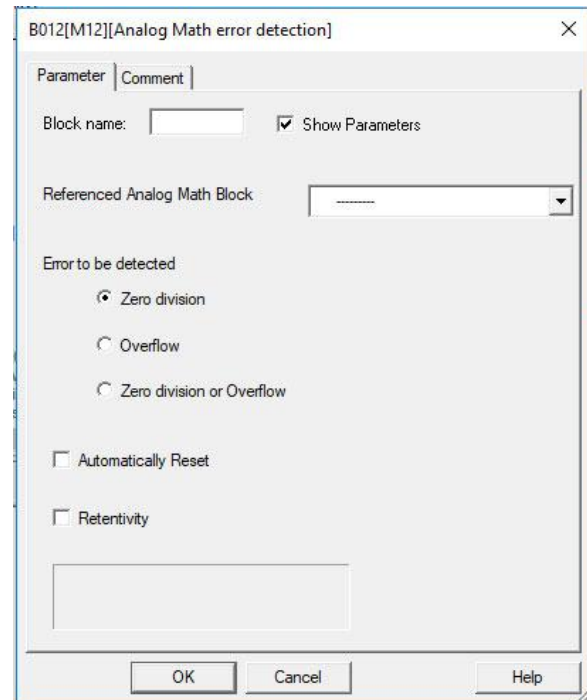 B012[M12][Analog Math error detection]
Parameter Comment
Block name: Show Parameters
Referenced Analog Math Block ---------
Error to be detected
Zero division
Overflow
Zero division or Overflow
Automatically Reset
Retentivity
OK Cancel Help